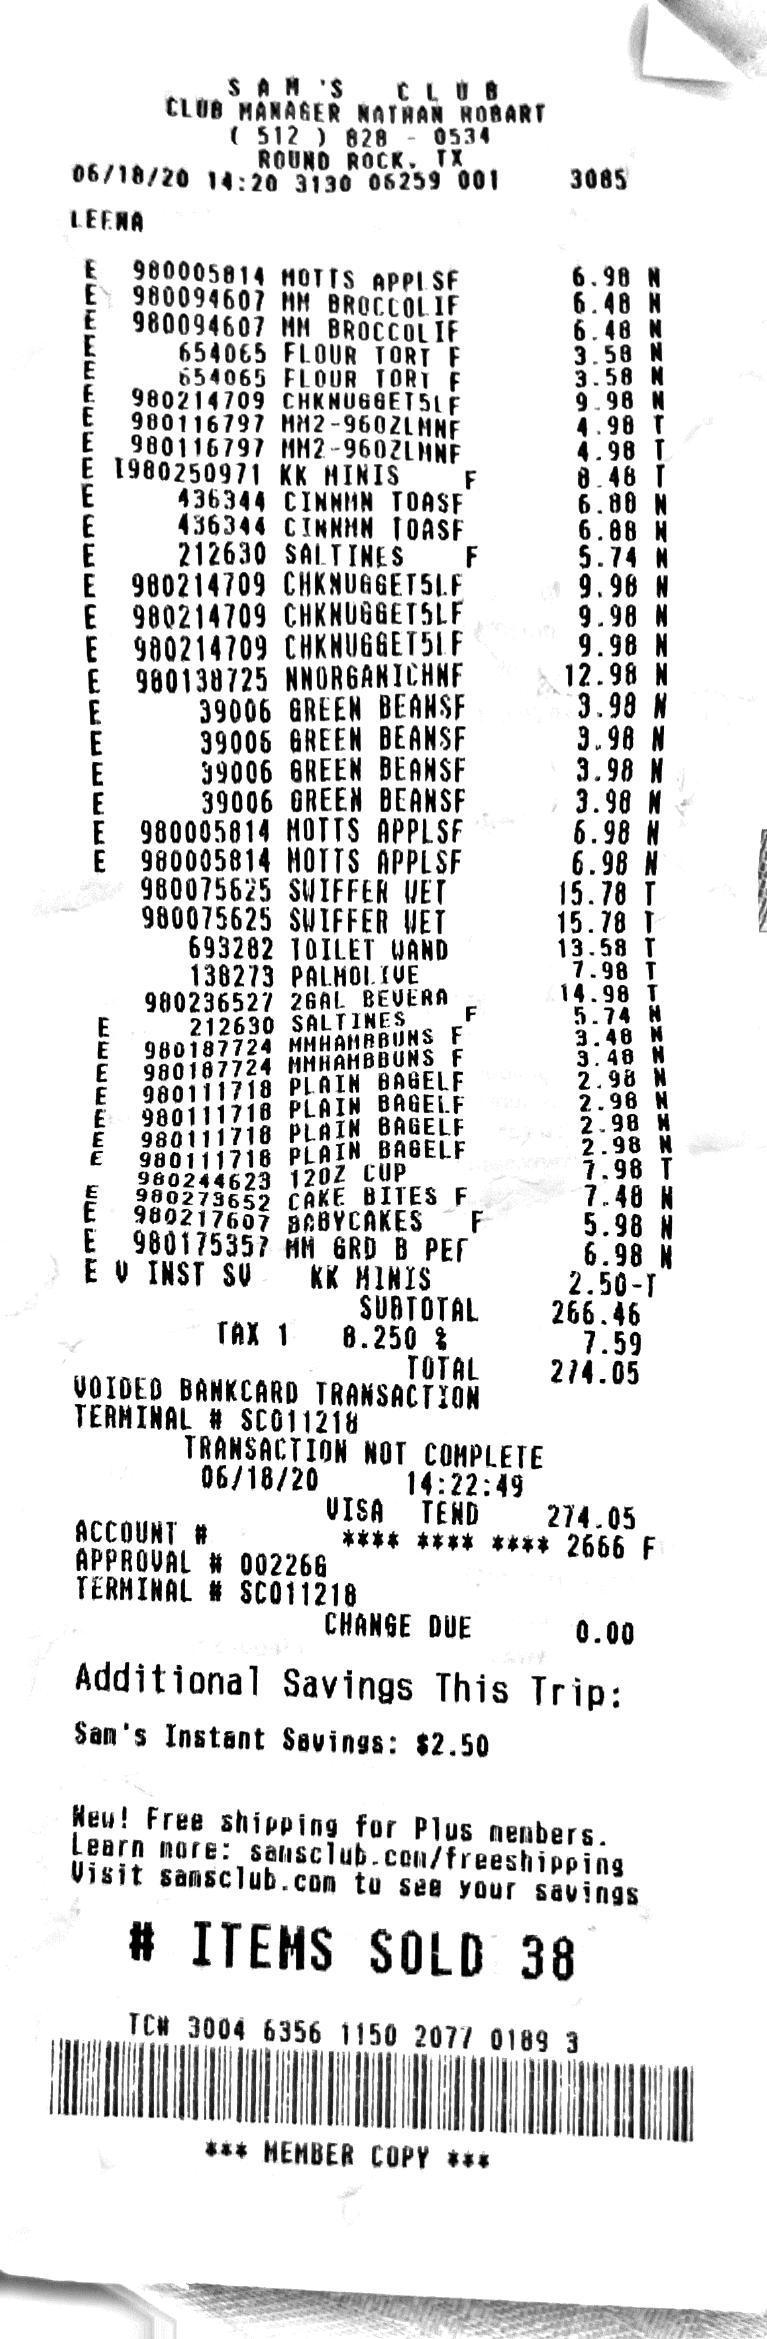 S A M ' S   C L U B
CLUB MANAGER NATHAN HOBART
( 512 ) 828 - 0534
ROUND ROCK, TX
06/18/20 14:20 3130 06259 001 3085
LEENA
E 980005814 MOTTS APPLSF 6.98 N
E 980094607 MM BROCCOLIF 6.48 N
E 980094607 MM BROCCOLIF 6.48 N
E 654065 FLOUR TORT F 3.58 N
E 654065 FLOUR TORT F 3.58 N
E 980214709 CHKNUGGET5LF 9.98 N
E 980116797 MM2-96OZLMNF 4.98 T
E 980116797 MM2-96OZLMNF 4.98 T
E I980250971 KK MINIS F 8.48 T
E 436344 CINNMN TOASF 6.88 N
E 436344 CINNMN TOASF 6.88 N
E 212630 SALTINES F 5.74 N
E 980214709 CHKNUGGET5LF 9.98 N
E 980214709 CHKNUGGET5LF 9.98 N
E 980214709 CHKNUGGET5LF 9.98 N
E 980138725 NNORGANICHNF 12.98 N
E 39006 GREEN BEANSF 3.98 N
E 39006 GREEN BEANSF 3.98 N
E 39006 GREEN BEANSF 3.98 N
E 39006 GREEN BEANSF 3.98 N
E 980005814 MOTTS APPLSF 6.98 N
E 980005814 MOTTS APPLSF 6.98 N
980075625 SWIFFER WET 15.78 T
980075625 SWIFFER WET 15.78 T
693282 TOILET WAND 13.58 T
138273 PALMOLIVE 7.98 T
980236527 2GAL BEVERA 14.98 T
E 212630 SALTINES F 5.74 N
E 980187724 MMHAMBBUNS F 3.48 N
E 980187724 MMHAMBBUNS F 3.48 N
E 980111718 PLAIN BAGELF 2.98 N
E 980111718 PLAIN BAGELF 2.98 N
E 980111718 PLAIN BAGELF 2.98 N
E 980111718 PLAIN BAGELF 2.98 N
980244623 12OZ CUP 7.98 T
E 980273652 CAKE BITES F 7.48 N
E 980217607 BABYCAKES F 5.98 N
E 980175357 MM GRD B PEF 6.98 N
E V INST SV KK MINIS 2.50-T
SUBTOTAL 266.46
TAX 1 8.250 % 7.59
TOTAL 274.05
VOIDED BANKCARD TRANSACTION
TERMINAL # SC011218
TRANSACTION NOT COMPLETE
06/18/20 14:22:49
VISA TEND 274.05
ACCOUNT # **** **** **** 2666 F
APPROVAL # 002266
TERMINAL # SC011218
CHANGE DUE 0.00
Additional Savings This Trip:
Sam's Instant Savings: $2.50
New! Free shipping for Plus members.
Learn more: samsclub.com/freeshipping
Visit samsclub.com to see your savings
# ITEMS SOLD 38
TC# 3004 6356 1150 2077 0189 3
*** MEMBER COPY ***